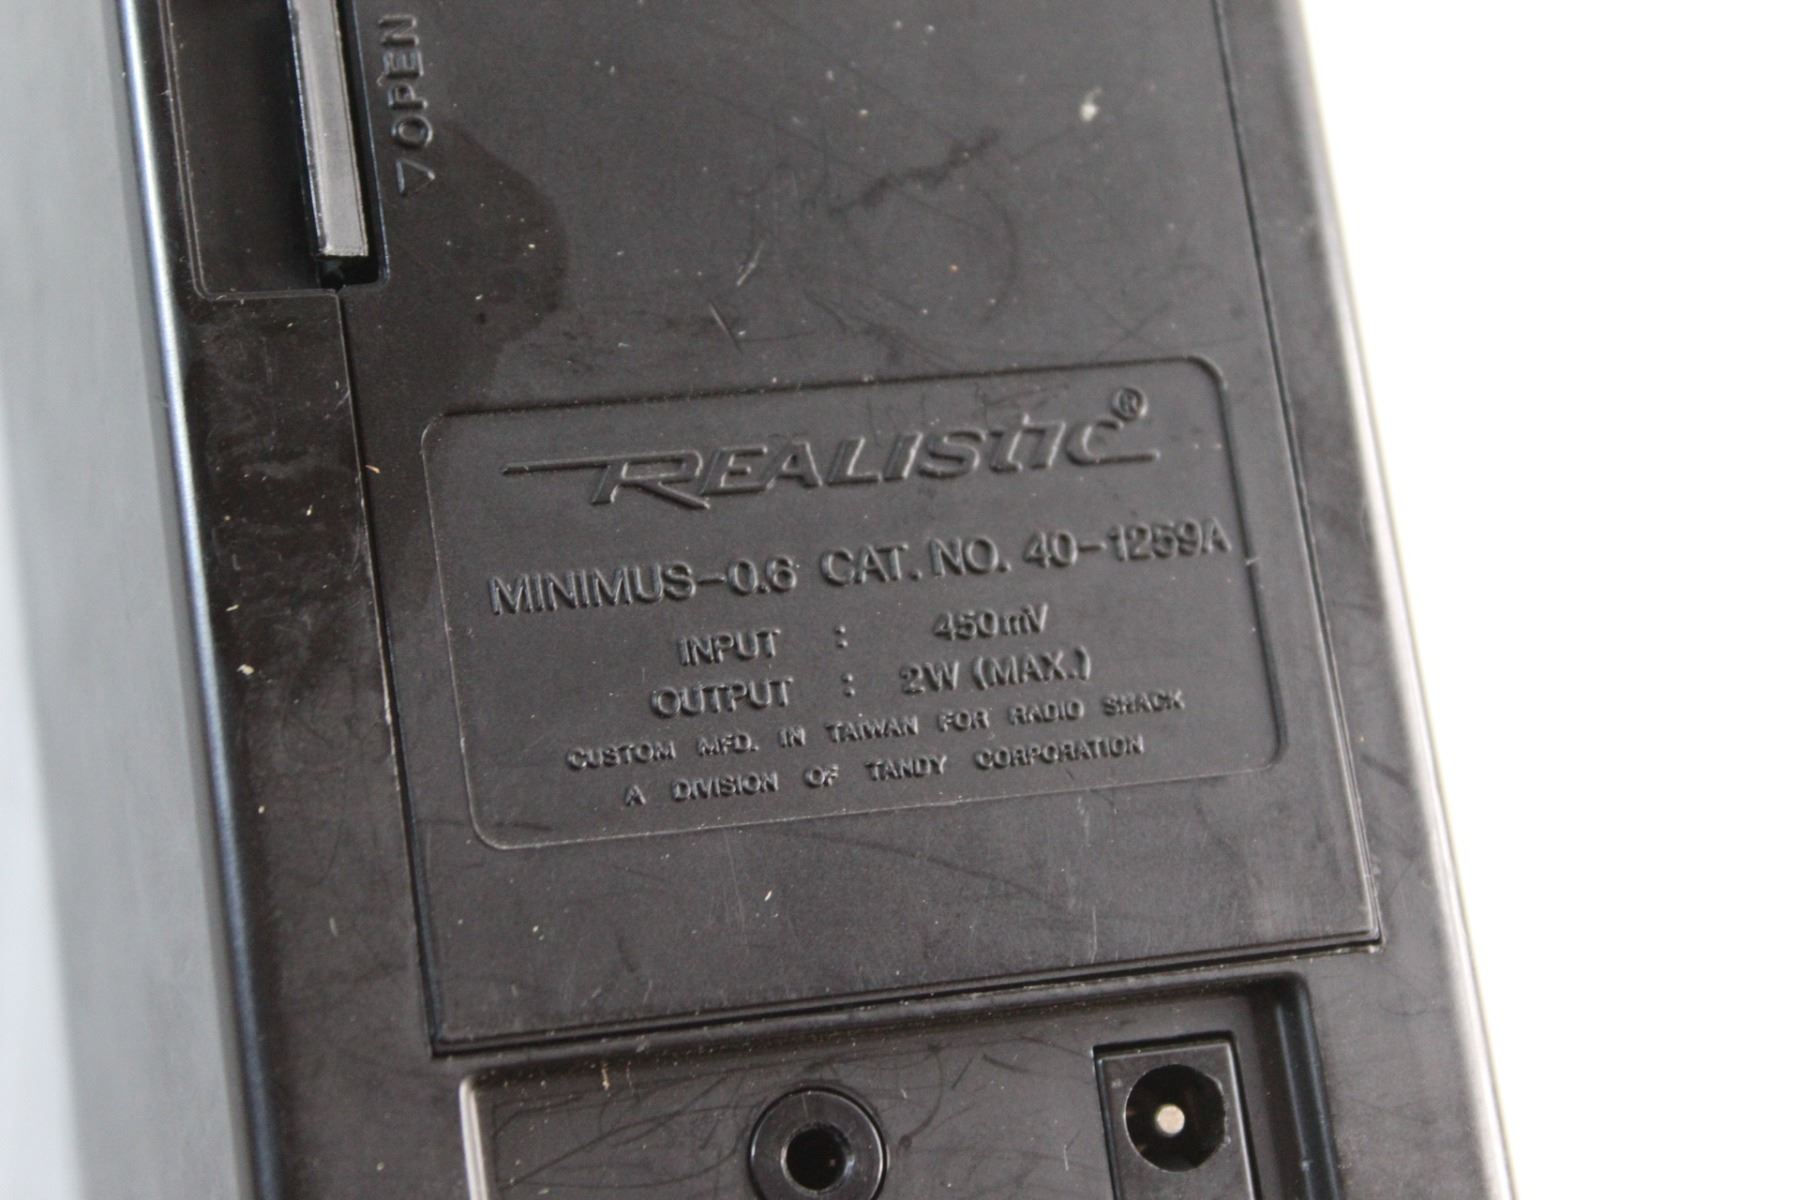 ▽OPEN
REALISTIC®
MINIMUS-0.6 CAT. NO. 40-1259A
INPUT : 450mV
OUTPUT : 2W (MAX.)
CUSTOM MFD. IN TAIWAN FOR RADIO SHACK
A DIVISION OF TANDY CORPORATION